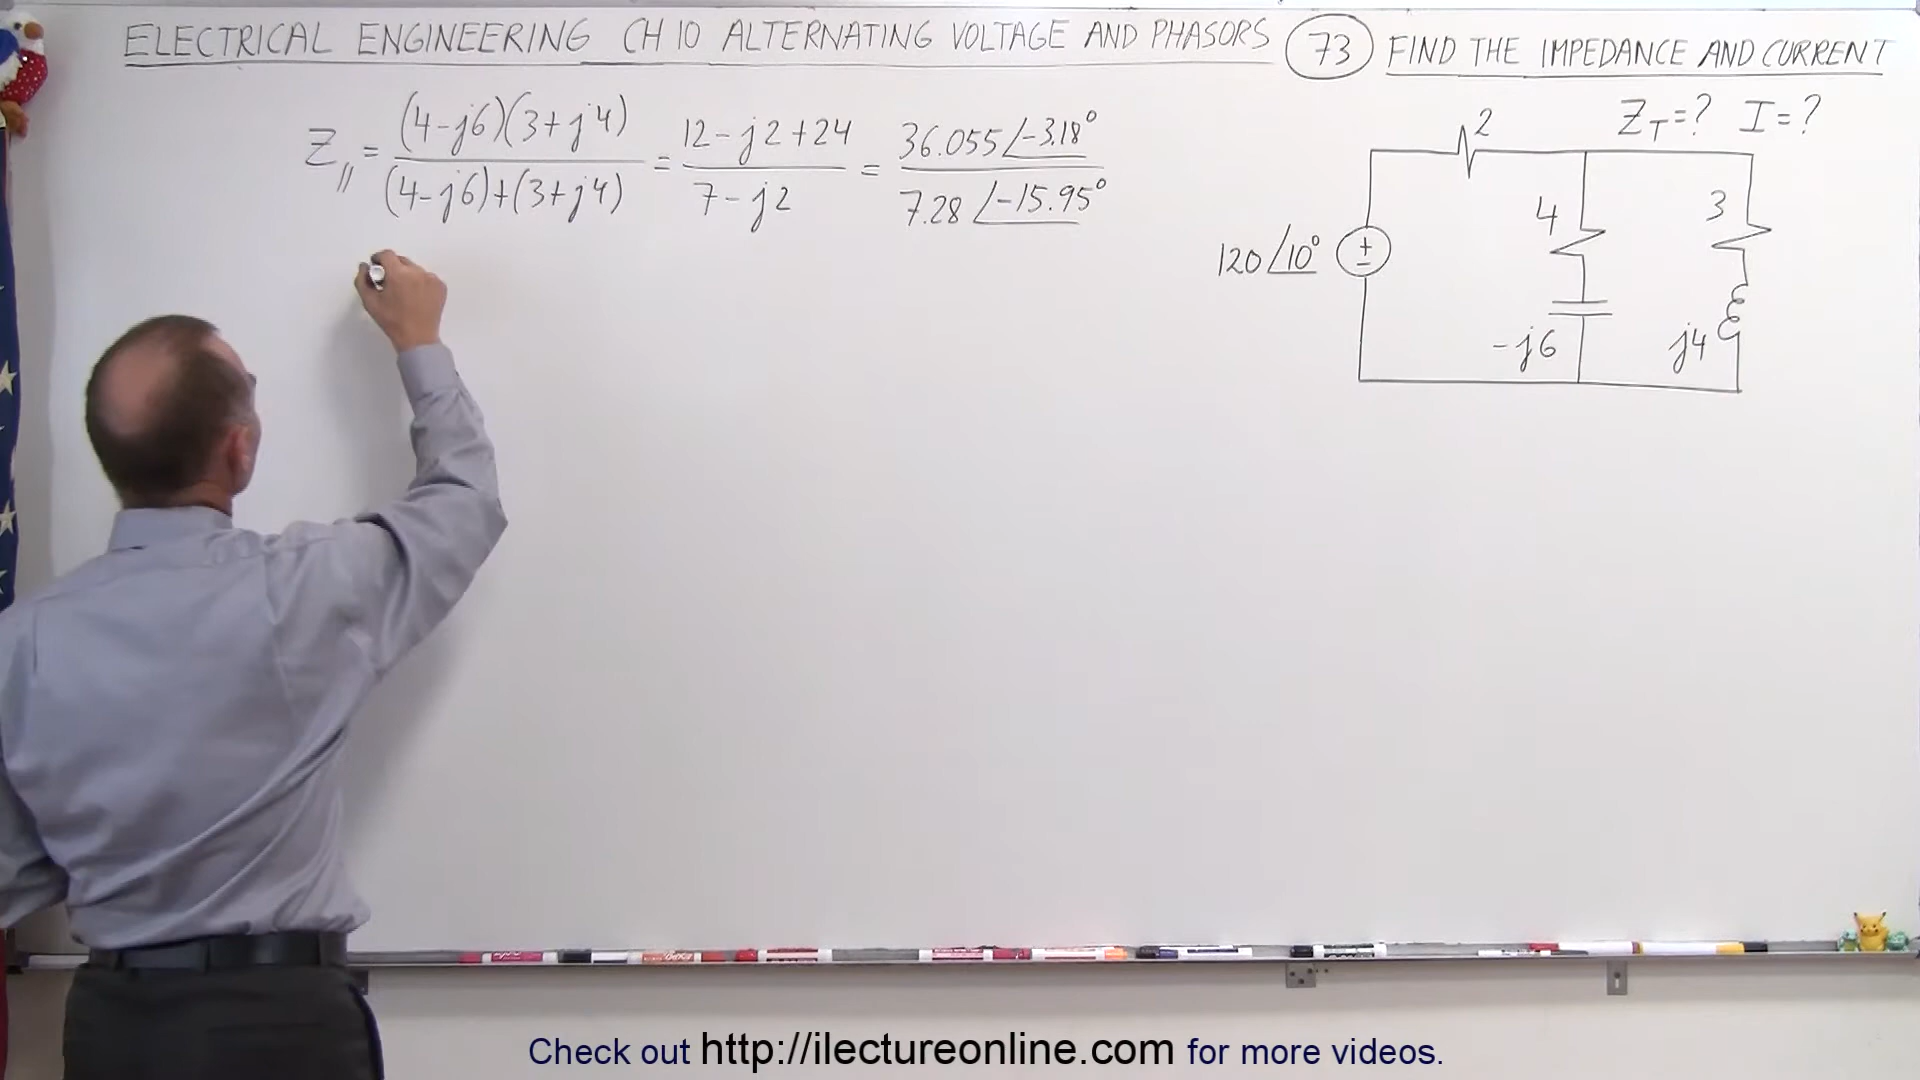 ELECTRICAL ENGINEERING CH 10 ALTERNATING VOLTAGE AND PHASORS (73) FIND THE IMPEDANCE AND CURRENT
Z// = (4-j6)(3+j4) / (4-j6)+(3+j4) = 12-j2+24 / 7-j2 = 36.055∠-3.18° / 7.28∠-15.95°
Z_T=? I=?
2
4
3
120∠10°
+
-
-j6
j4
Check out http://ilectureonline.com for more videos.